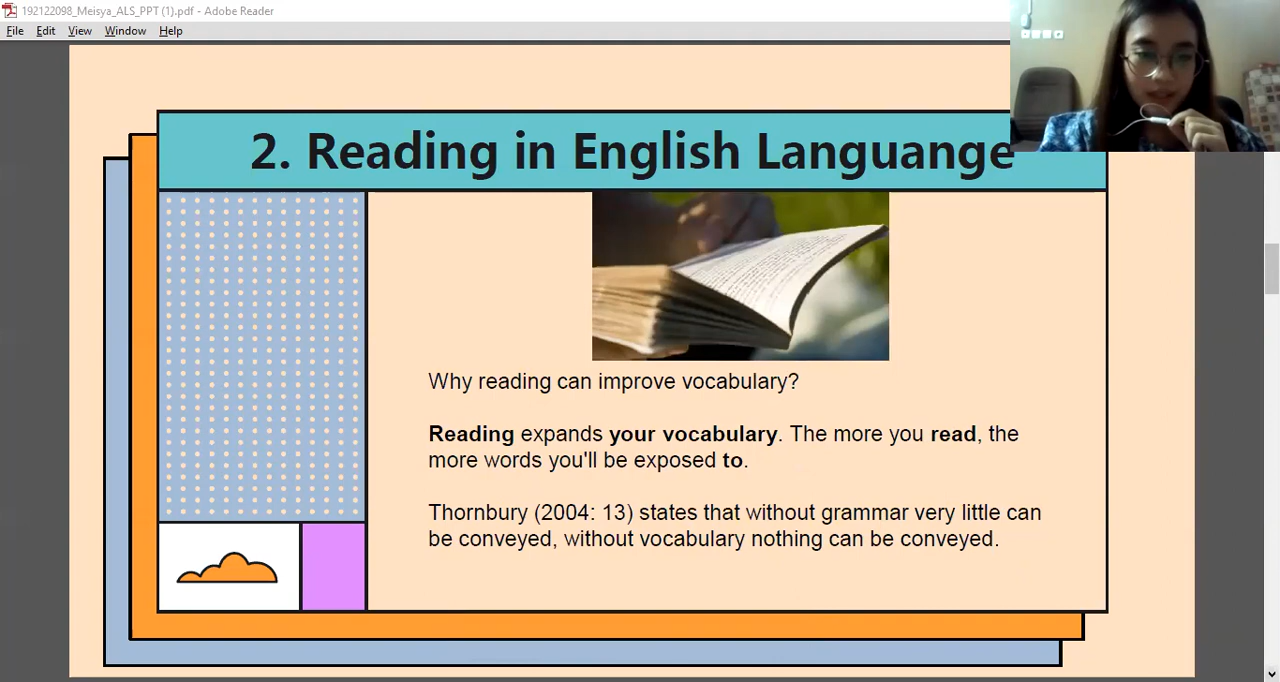 192122098_Meisya_ALS_PPT (1).pdf - Adobe Reader
File Edit View Window Help
2. Reading in English Languange
Why reading can improve vocabulary?
Reading expands your vocabulary. The more you read, the
more words you'll be exposed to.
Thornbury (2004: 13) states that without grammar very little can
be conveyed, without vocabulary nothing can be conveyed.